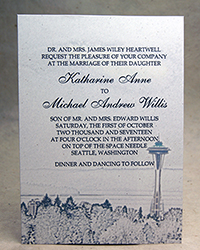 DR. AND MRS. JAMES WILEY HEARTWELL
REQUEST THE PLEASURE OF YOUR COMPANY
AT THE MARRIAGE OF THEIR DAUGHTER
Katharine Anne
TO
Michael Andrew Willis
SON OF MR. AND MRS. EDWARD WILLIS
SATURDAY, THE FIRST OF OCTOBER
TWO THOUSAND AND SEVENTEEN
AT FOUR O'CLOCK IN THE AFTERNOON
ON TOP OF THE SPACE NEEDLE
SEATTLE, WASHINGTON
DINNER AND DANCING TO FOLLOW